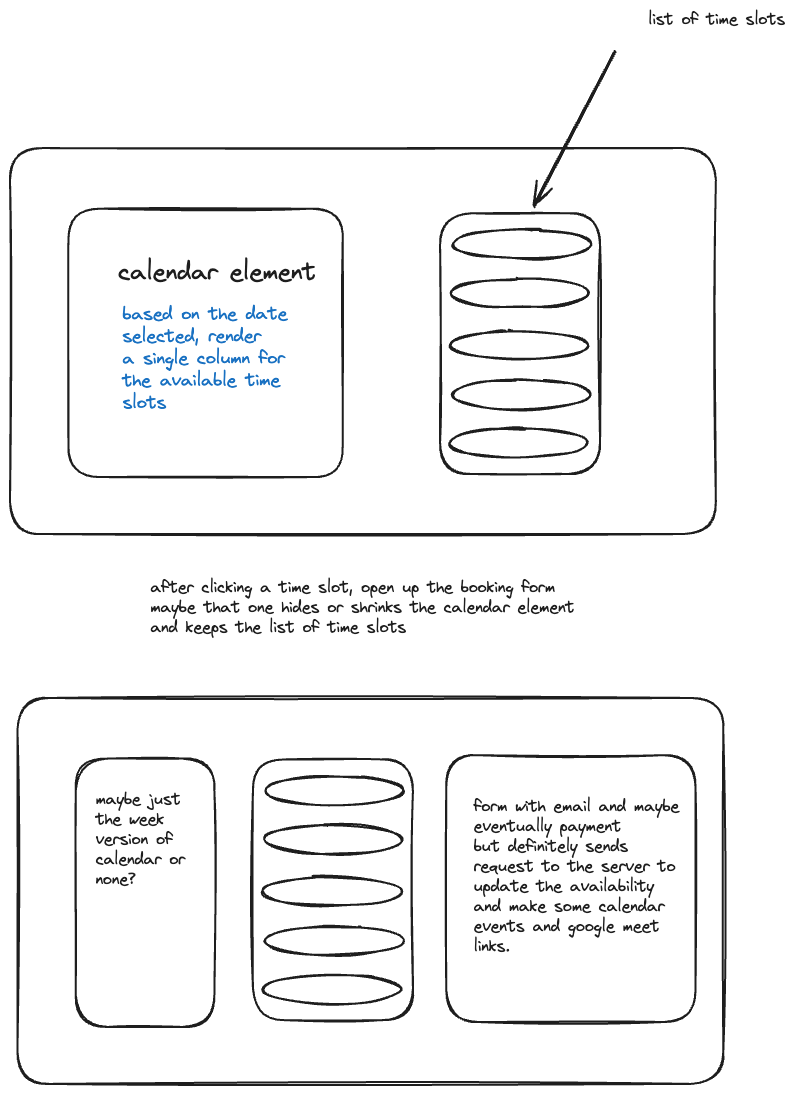 list of time slots
calendar element
based on the date
selected, render
a single column for
the available time
slots
after clicking a time slot, open up the booking form
maybe that one hides or shrinks the calendar element
and keeps the list of time slots
maybe just
the week
version of
calendar or
none?
form with email and maybe
eventually payment
but definitely sends
request to the server to
update the availability
and make some calendar
events and google meet
links.